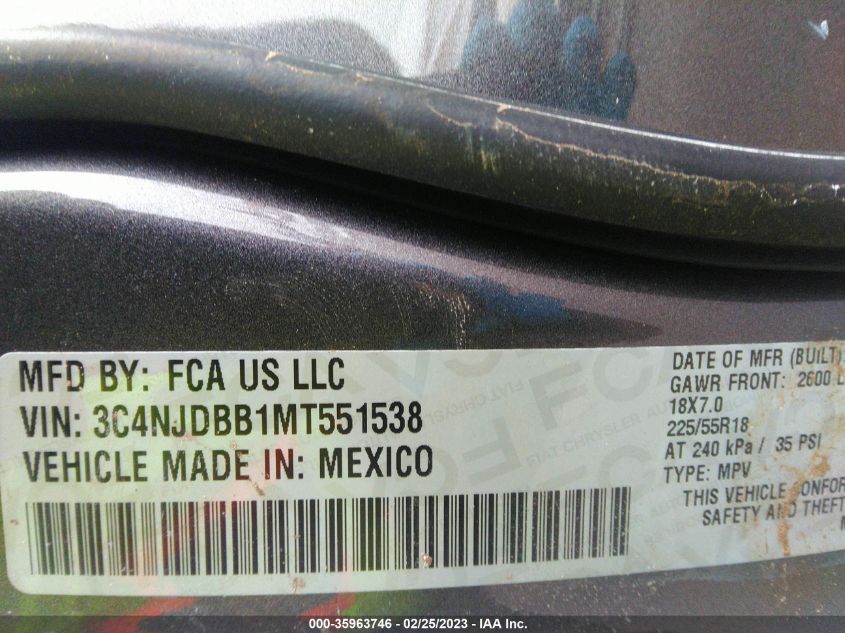 MFD BY: FCA US LLC
VIN: 3C4NJDBB1MT551538
VEHICLE MADE IN: MEXICO
DATE OF MFR (BUILT)
GAWR FRONT: 2600 L
18X7.0
225/55R18
AT 240 kPa / 35 PSI
TYPE: MPV
THIS VEHICLE CONFOR
SAFETY AND THEFT
000-35963746 - 02/25/2023 - IAA Inc.